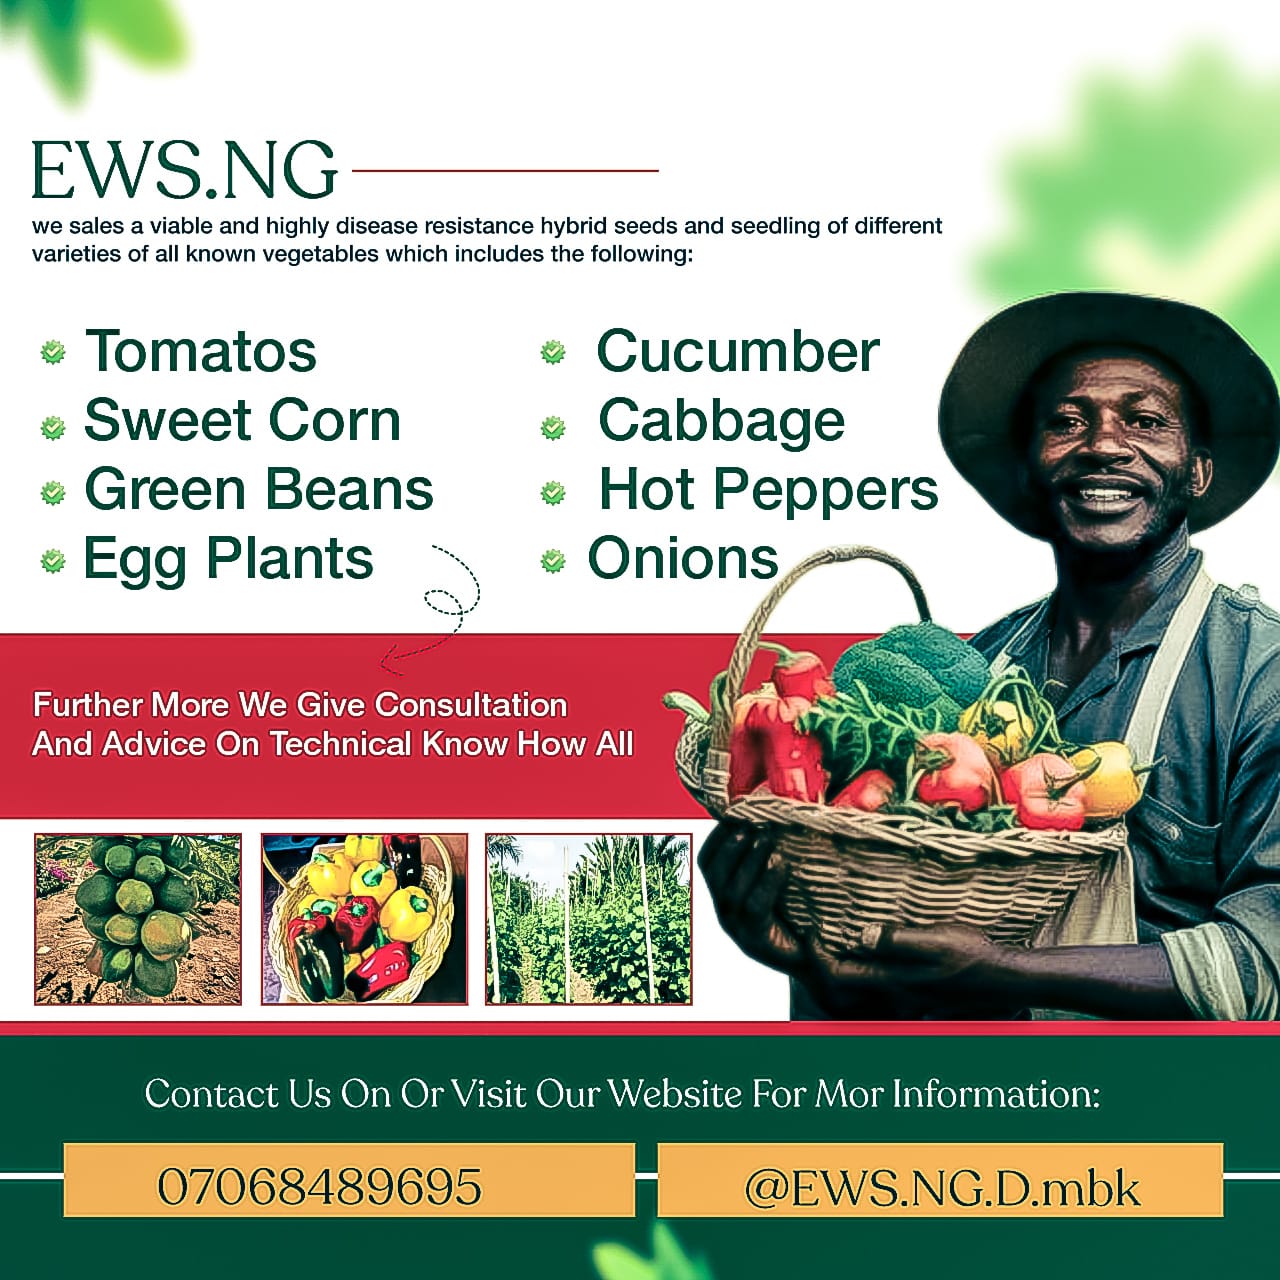 EWS.NG
we sales a viable and highly disease resistance hybrid seeds and seedling of different
varieties of all known vegetables which includes the following:
Tomatos
Sweet Corn
Green Beans
Egg Plants
Cucumber
Cabbage
Hot Peppers
Onions
Further More We Give Consultation
And Advice On Technical Know How All
Contact Us On Or Visit Our Website For Mor Information:
07068489695
@EWS.NG.D.mbk